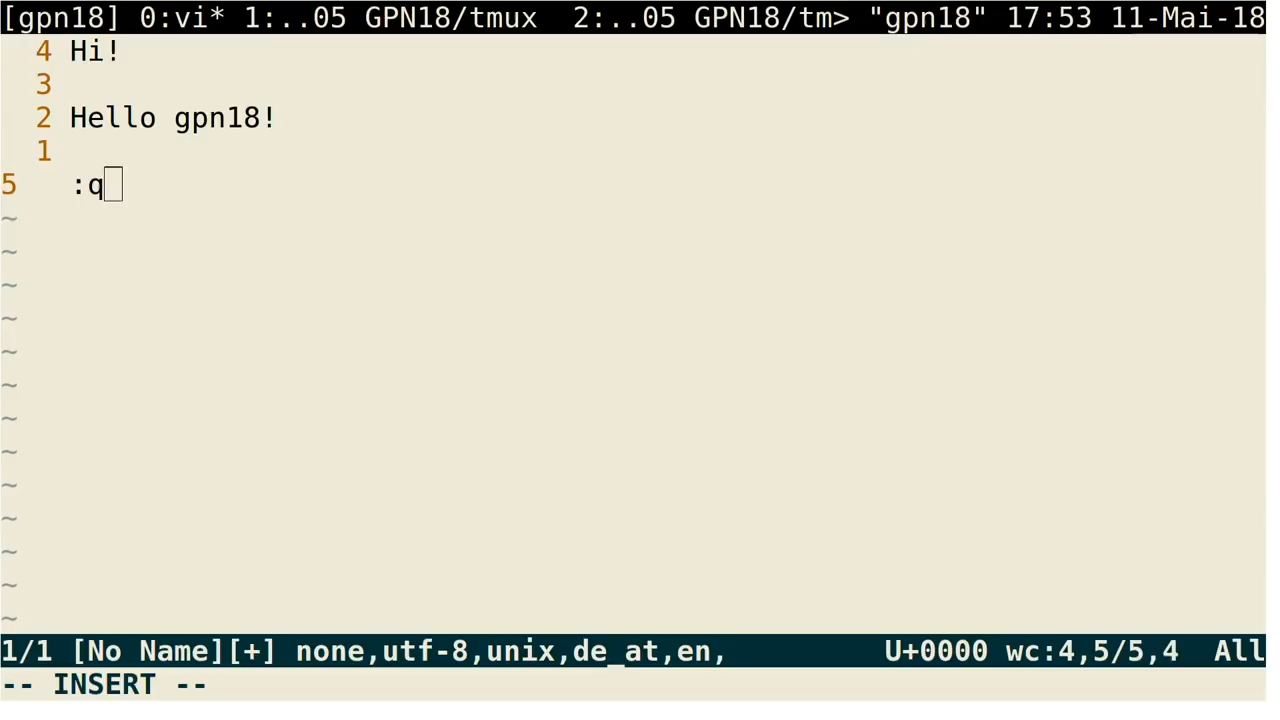 [gpn18] 0:vi* 1:..05 GPN18/tmux  2:..05 GPN18/tm> "gpn18" 17:53 11-Mai-18
4 Hi!
3
2 Hello gpn18!
1
5 :q
~
~
~
~
~
~
~
~
~
~
~
~
~
1/1 [No Name][+] none,utf-8,unix,de_at,en, U+0000 wc:4,5/5,4 All
-- INSERT --